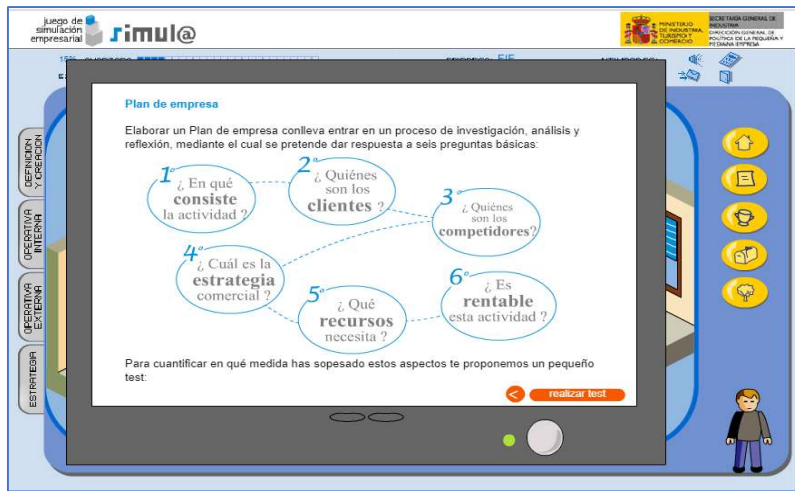 juego de
simulación
empresarial
simul@
MINISTERIO
DE INDUSTRIA,
TURISMO Y
COMERCIO
SECRETARÍA GENERAL DE
INDUSTRIA
DIRECCIÓN GENERAL DE
POLÍTICA DE LA PEQUEÑA Y
MEDIANA EMPRESA
15%
DEFINICION
Y CREACION
OPERATIVA
INTERNA
OPERATIVA
EXTERNA
ESTRATEGIA
Plan de empresa
Elaborar un Plan de empresa conlleva entrar en un proceso de investigación, análisis y
reflexión, mediante el cual se pretende dar respuesta a seis preguntas básicas:
1º
¿ En qué
consiste
la actividad ?
2º
¿ Quiénes
son los
clientes ?
3º
¿ Quiénes
son los
competidores?
4º
¿ Cuál es la
estrategia
comercial ?
5º
¿ Qué
recursos
necesita ?
6º
¿ Es
rentable
esta actividad ?
Para cuantificar en qué medida has sopesado estos aspectos te proponemos un pequeño
test:
< realizar test